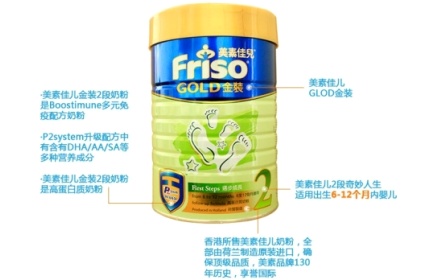 美素佳兒
Friso
GOLD金裝
First Steps
2
·美素佳儿金装2段奶粉
是Boostimune多元免
疫配方奶粉
·P2system升级配方中
有含有DHA/AA/SA等
多种营养成分
·美素佳儿金装2段奶粉
是高蛋白质奶粉
美素佳儿
GLOD金装
美素佳儿2段奇妙人生
适用出生6-12个月内婴儿
香港所售美素佳儿奶粉，全
部由荷兰制造原装进口，确
保顶级品质，美素品牌130
年历史，享誉国际